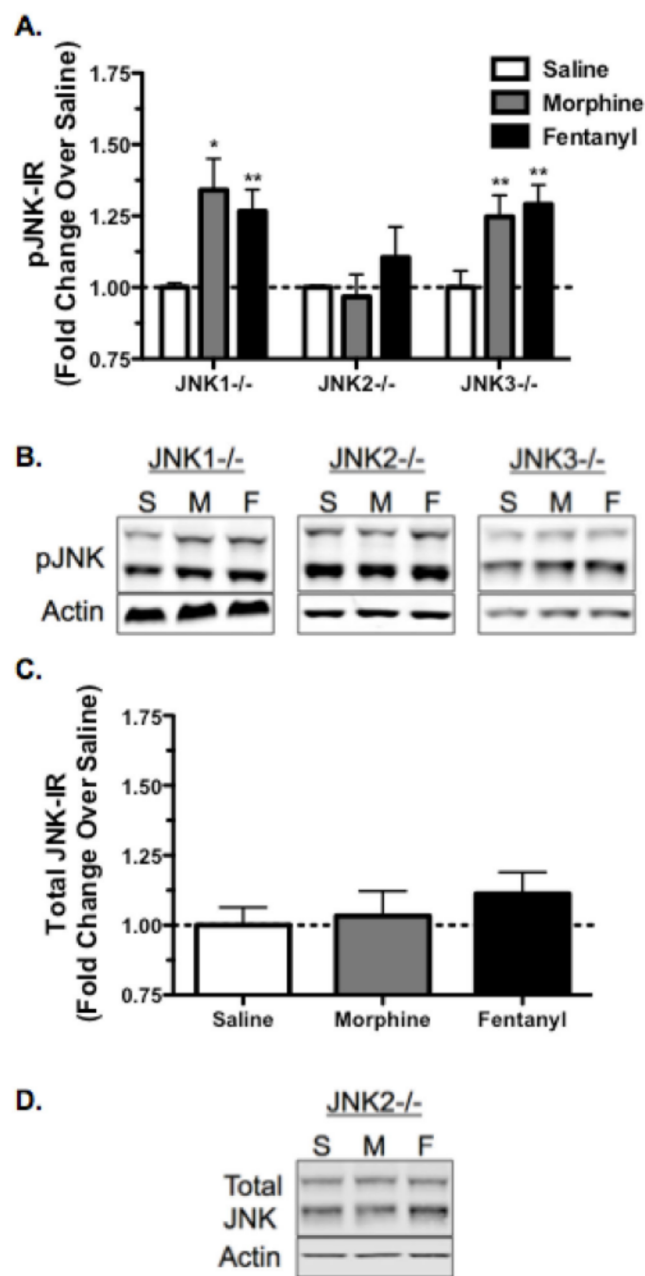 A.
pJNK-IR
(Fold Change Over Saline)
1.75
1.50
1.25
1.00
0.75
Saline
Morphine
Fentanyl
*
**
**
**
JNK1-/-
JNK2-/-
JNK3-/-
B.
JNK1-/-
JNK2-/-
JNK3-/-
S M F
S M F
S M F
pJNK
Actin
C.
Total JNK-IR
(Fold Change Over Saline)
1.75
1.50
1.25
1.00
0.75
Saline
Morphine
Fentanyl
D.
JNK2-/-
S M F
Total
JNK
Actin